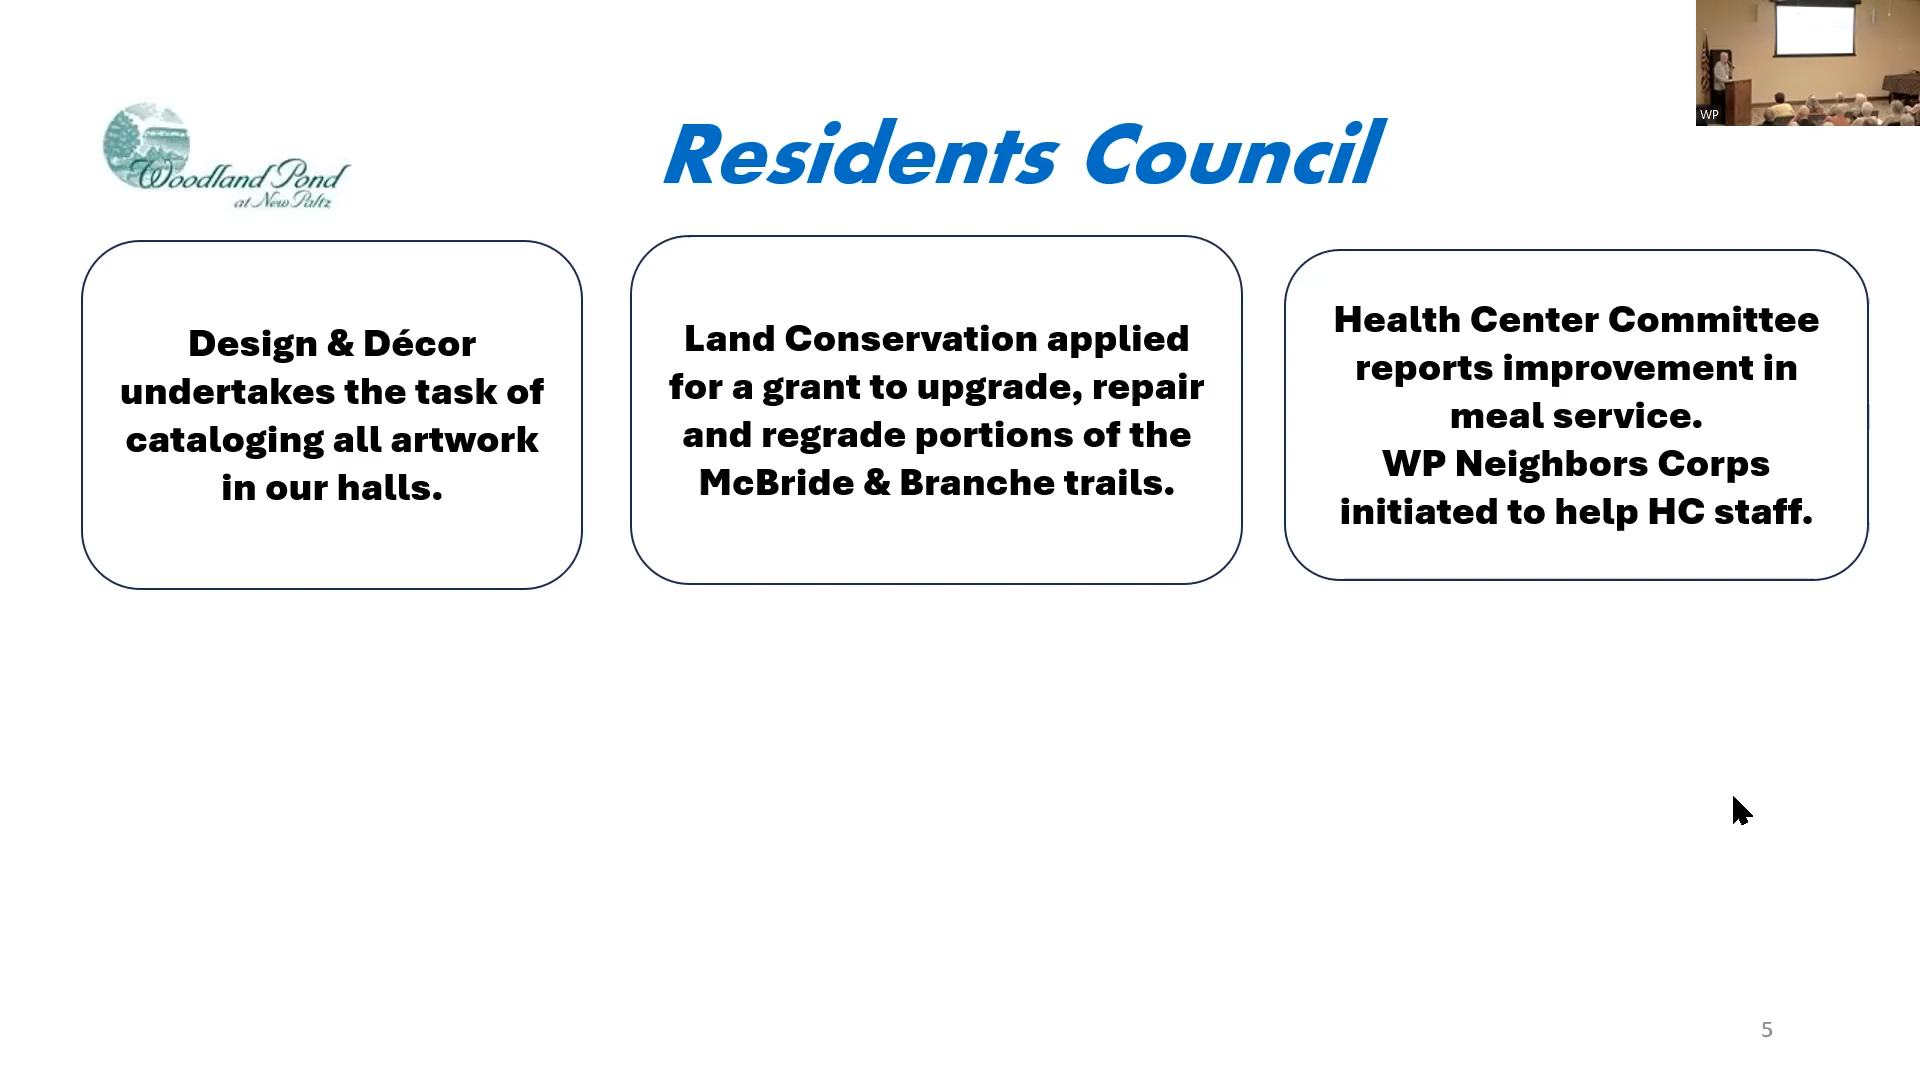 WP
Woodland Pond
at New Paltz
Residents Council
Design & Décor
undertakes the task of
cataloging all artwork
in our halls.
Land Conservation applied
for a grant to upgrade, repair
and regrade portions of the
McBride & Branche trails.
Health Center Committee
reports improvement in
meal service.
WP Neighbors Corps
initiated to help HC staff.
5